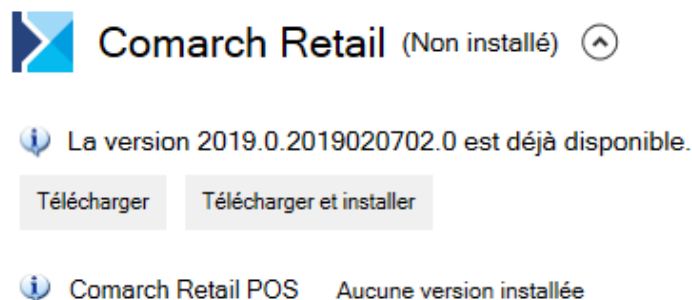 Comarch Retail (Non installé)
La version 2019.0.2019020702.0 est déjà disponible.
Télécharger Télécharger et installer
Comarch Retail POS Aucune version installée